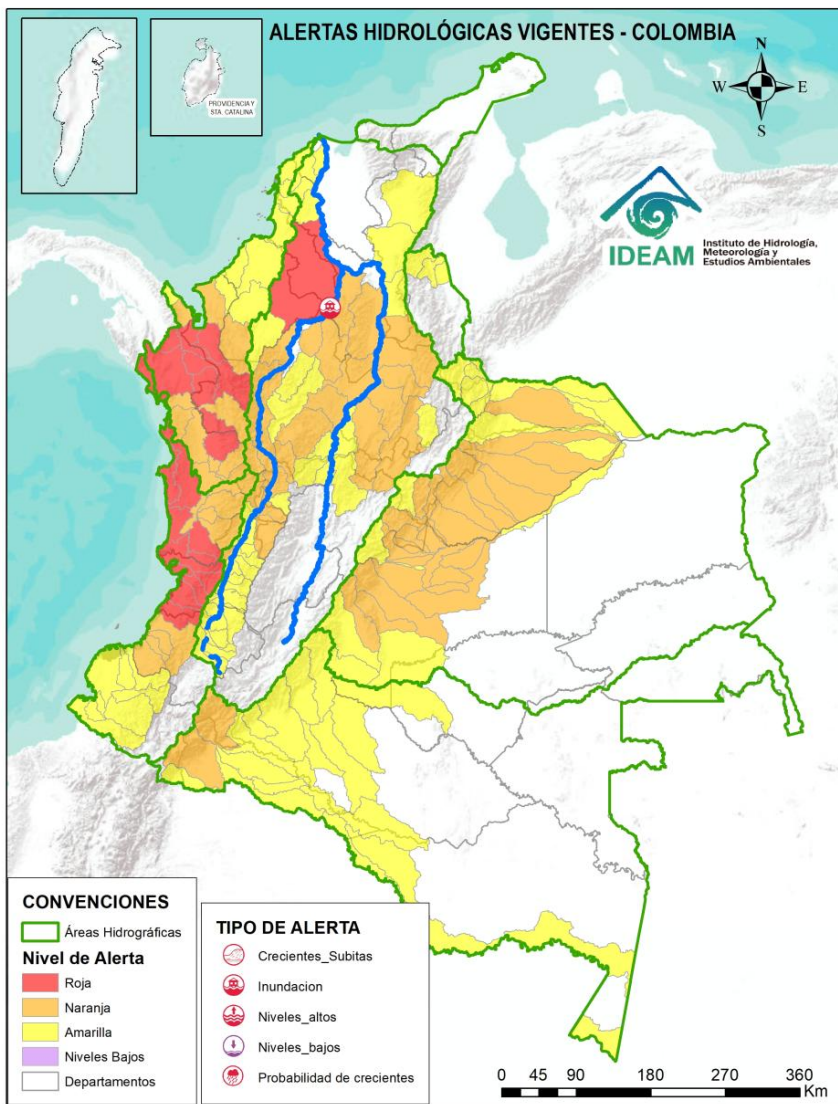 ALERTAS HIDROLÓGICAS VIGENTES - COLOMBIA
PROVIDENCIA Y
STA. CATALINA
N
W
E
S
IDEAM
Instituto de Hidrología,
Meteorología y
Estudios Ambientales
CONVENCIONES
Áreas Hidrográficas
Nivel de Alerta
Roja
Naranja
Amarilla
Niveles Bajos
Departamentos
TIPO DE ALERTA
Crecientes_Subitas
Inundacion
Niveles_altos
Niveles_bajos
Probabilidad de crecientes
0 45 90 180 270 360
Km